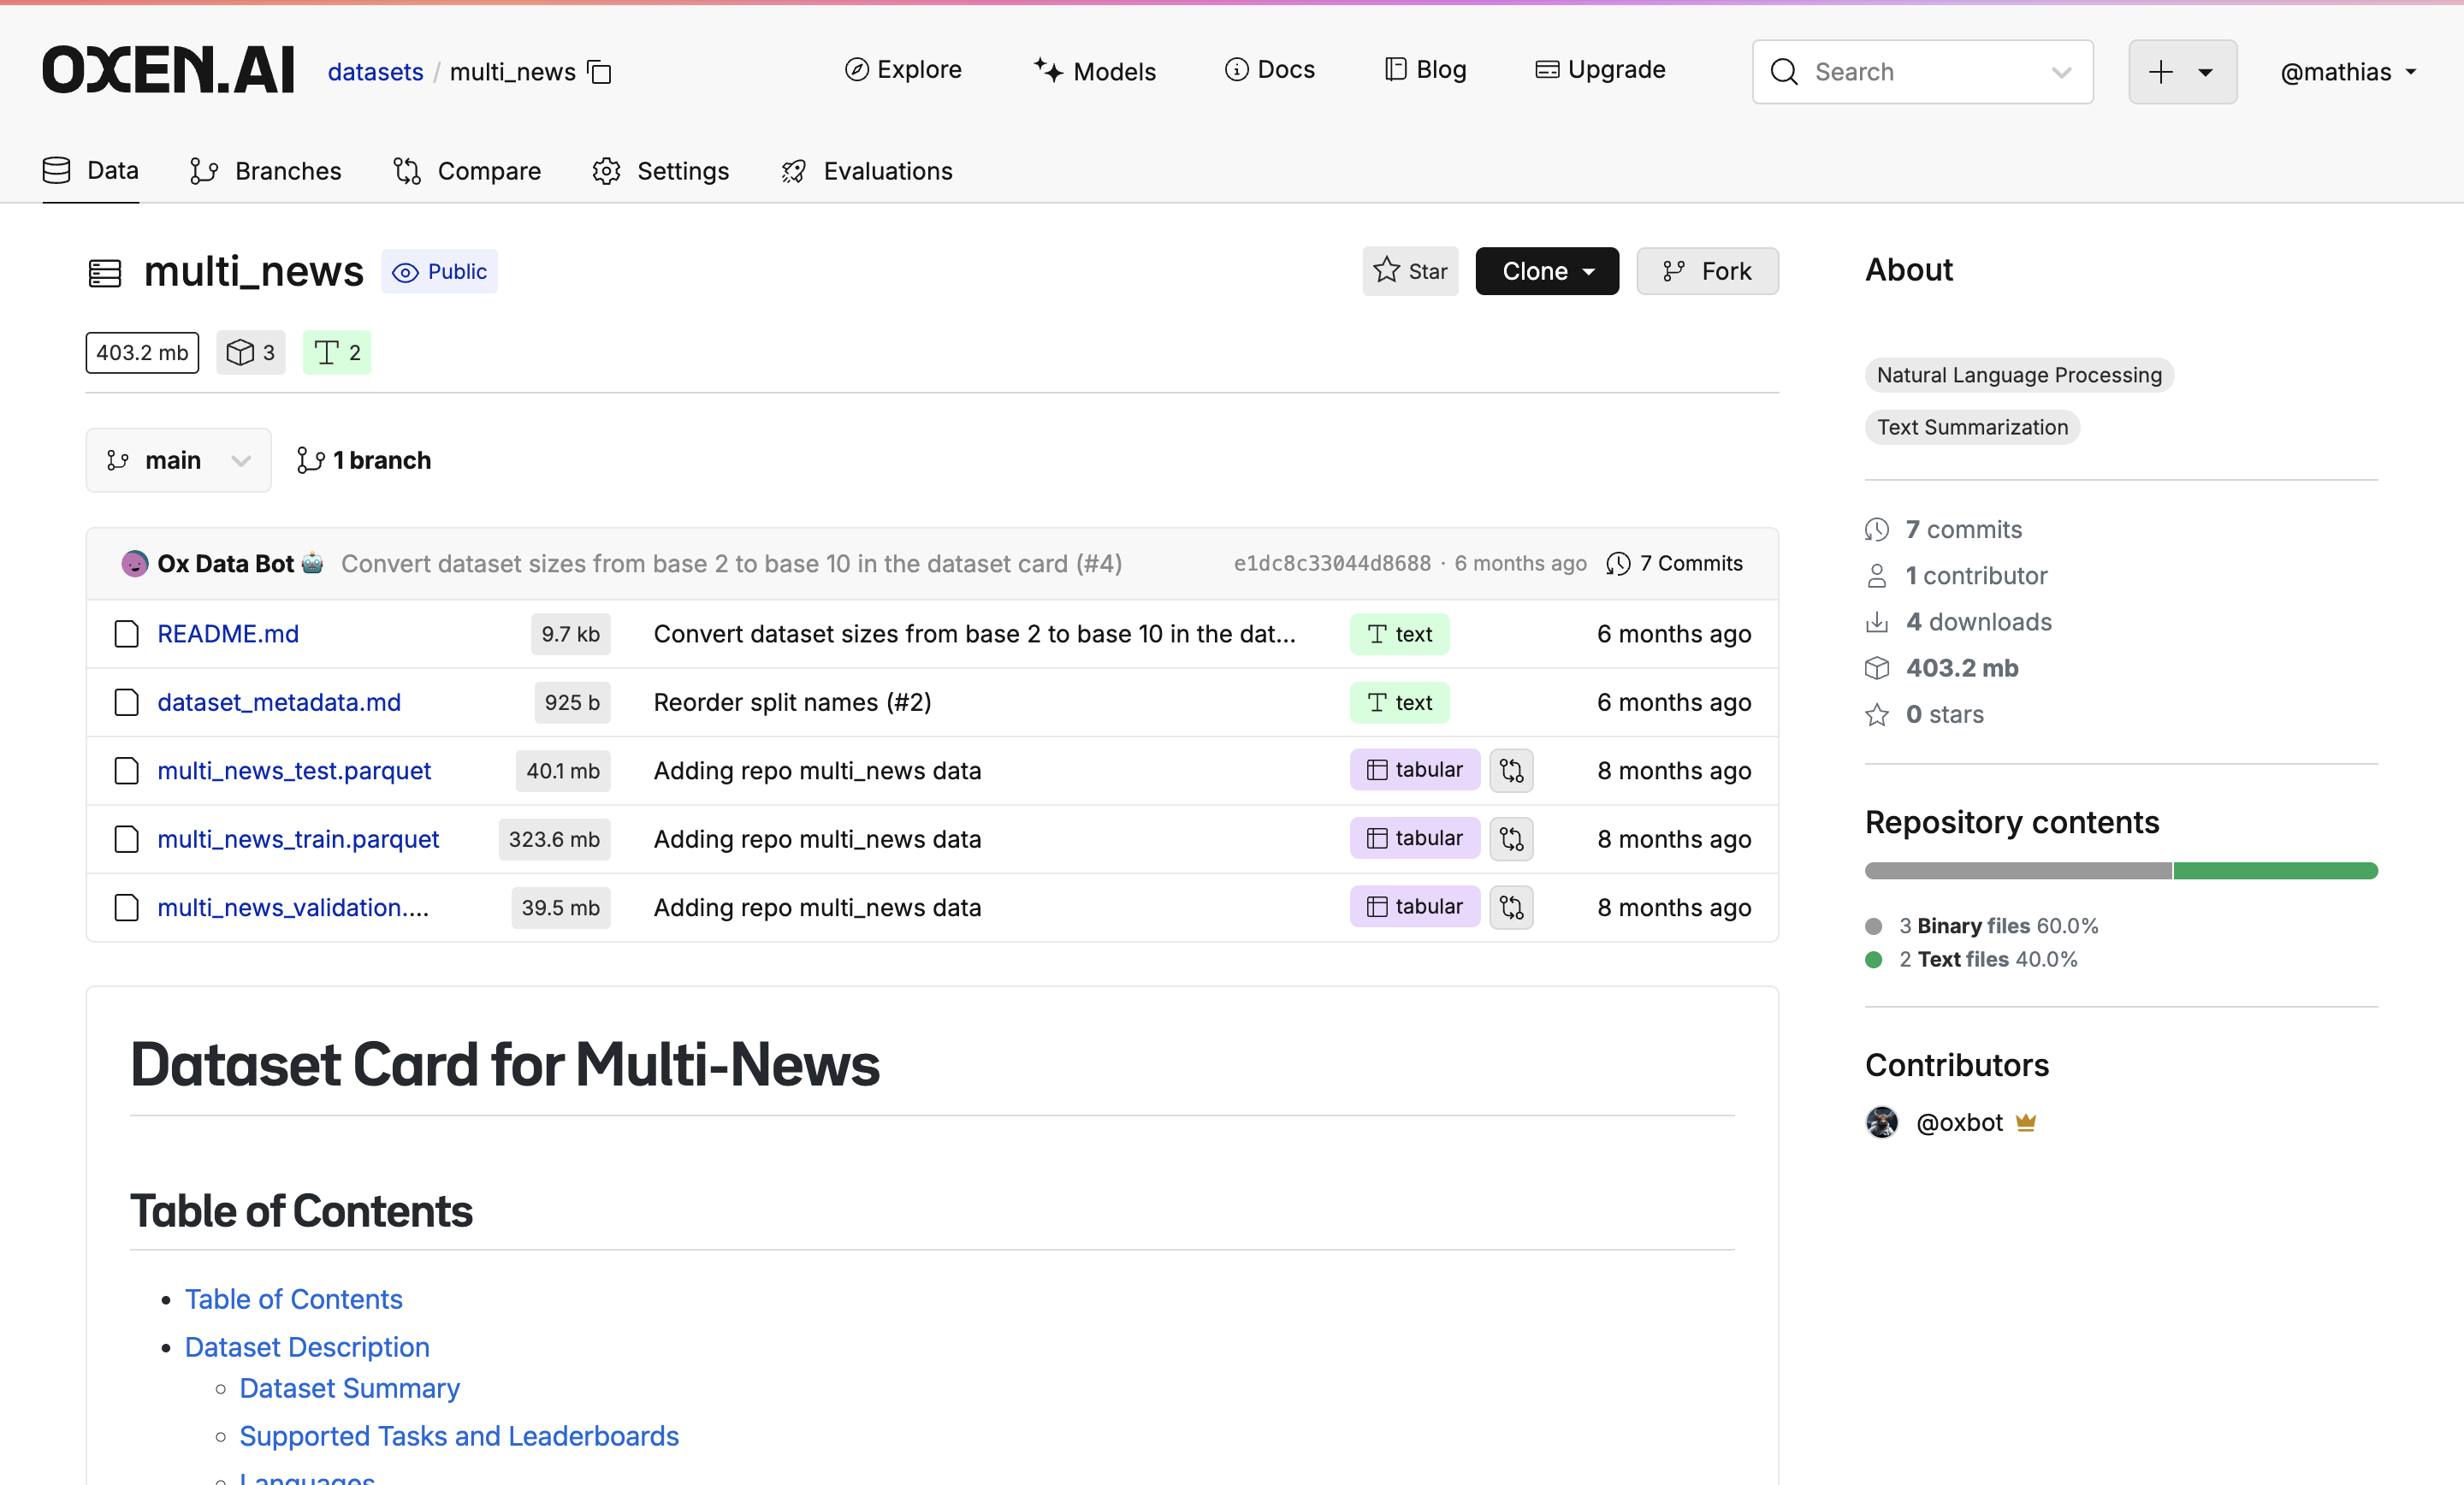 OXEN.AI datasets / multi_news Explore Models Docs Blog Upgrade Search @mathias
Data Branches Compare Settings Evaluations
multi_news Public Star Clone Fork
403.2 mb 3 2
main 1 branch
Ox Data Bot 🤖 Convert dataset sizes from base 2 to base 10 in the dataset card (#4) e1dc8c33044d8688 · 6 months ago 7 Commits
README.md 9.7 kb Convert dataset sizes from base 2 to base 10 in the dat... text 6 months ago
dataset_metadata.md 925 b Reorder split names (#2) text 6 months ago
multi_news_test.parquet 40.1 mb Adding repo multi_news data tabular 8 months ago
multi_news_train.parquet 323.6 mb Adding repo multi_news data tabular 8 months ago
multi_news_validation.... 39.5 mb Adding repo multi_news data tabular 8 months ago
Dataset Card for Multi-News
Table of Contents
• Table of Contents
• Dataset Description
◦ Dataset Summary
◦ Supported Tasks and Leaderboards
◦ Languages
About
Natural Language Processing
Text Summarization
7 commits
1 contributor
4 downloads
403.2 mb
0 stars
Repository contents
3 Binary files 60.0%
2 Text files 40.0%
Contributors
@oxbot